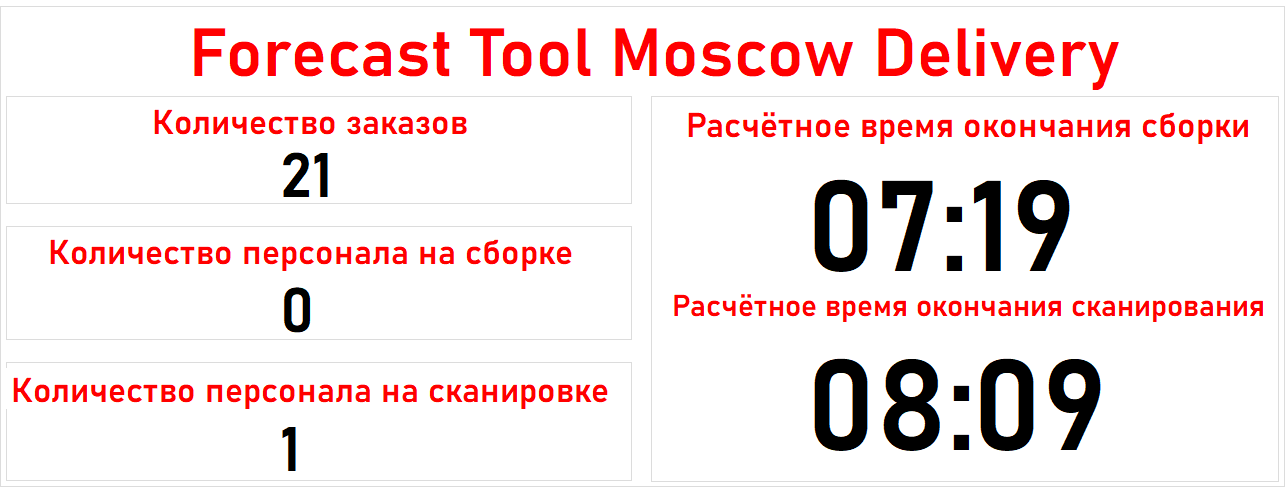 Forecast Tool Moscow Delivery
Количество заказов
21
Количество персонала на сборке
0
Количество персонала на сканировке
1
Расчётное время окончания сборки
07:19
Расчётное время окончания сканирования
08:09